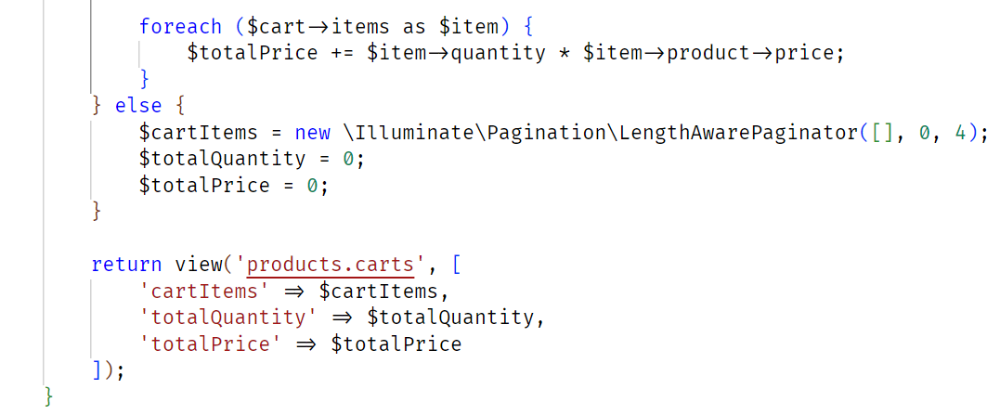 foreach ($cart->items as $item) {
$totalPrice += $item->quantity * $item->product->price;
}
} else {
$cartItems = new \Illuminate\Pagination\LengthAwarePaginator([], 0, 4);
$totalQuantity = 0;
$totalPrice = 0;
}
return view('products.carts', [
'cartItems' => $cartItems,
'totalQuantity' => $totalQuantity,
'totalPrice' => $totalPrice
]);
}